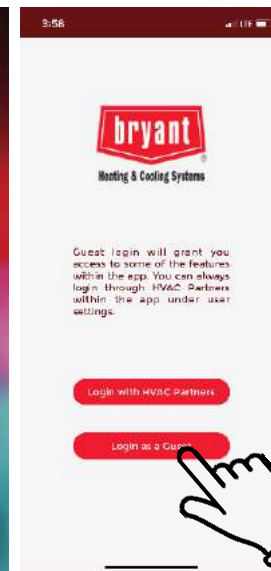 3:58
LTE
bryant
®
Heating & Cooling Systems
Guest login will grant you
access to some of the features
within the app. You can always
login through HVAC Partners
within the app under user
settings.
Login with HVAC Partners
Login as a Guest